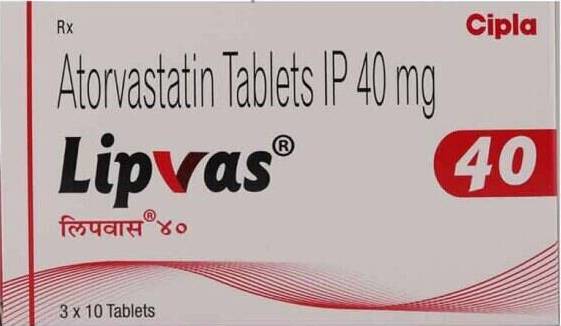 Rx
Cipla
Atorvastatin Tablets IP 40 mg
Lipvas®
40
लिपवास® ४०
3 x 10 Tablets